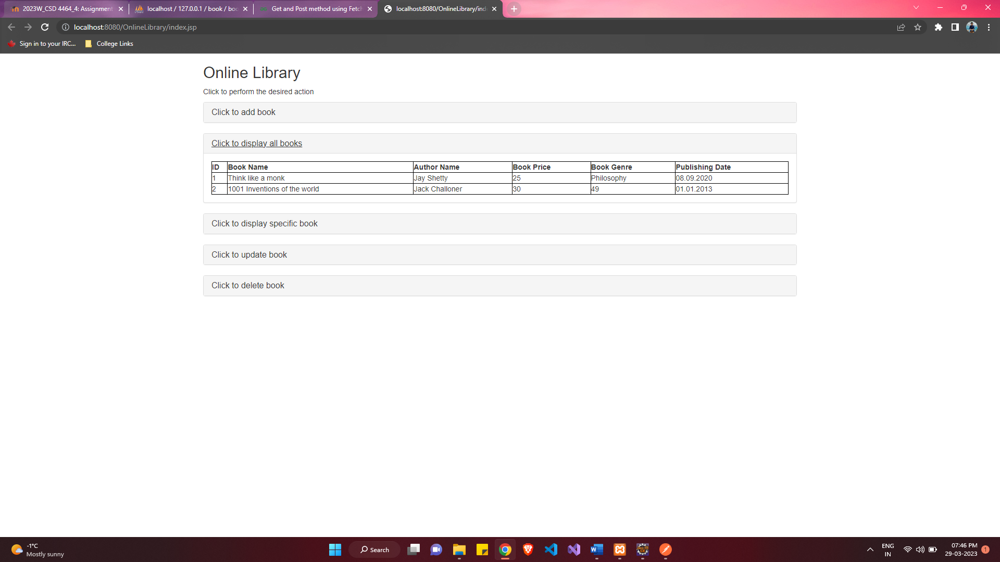 2023W_CSD 4464_4: Assignment
localhost / 127.0.0.1 / book / boo
Get and Post method using Fetch
localhost:8080/OnlineLibrary/inde
localhost:8080/OnlineLibrary/index.jsp
Sign in to your IRC...
College Links
Online Library
Click to perform the desired action
Click to add book
Click to display all books
ID Book Name Author Name Book Price Book Genre Publishing Date
1 Think like a monk Jay Shetty 25 Philosophy 08.09.2020
2 1001 Inventions of the world Jack Challoner 30 49 01.01.2013
Click to display specific book
Click to update book
Click to delete book
-1°C
Mostly sunny
Search
ENG
IN
07:46 PM
29-03-2023
1